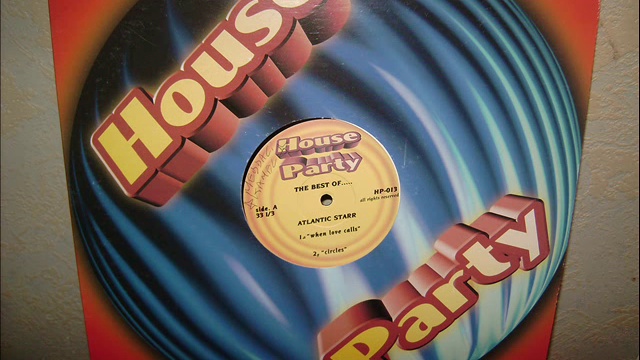 House
House
Party
THE BEST OF.....
side. A
33 1/3
HP-013
all rights reserved
ATLANTIC STARR
1,."when love calls"
2, "circles"
Party